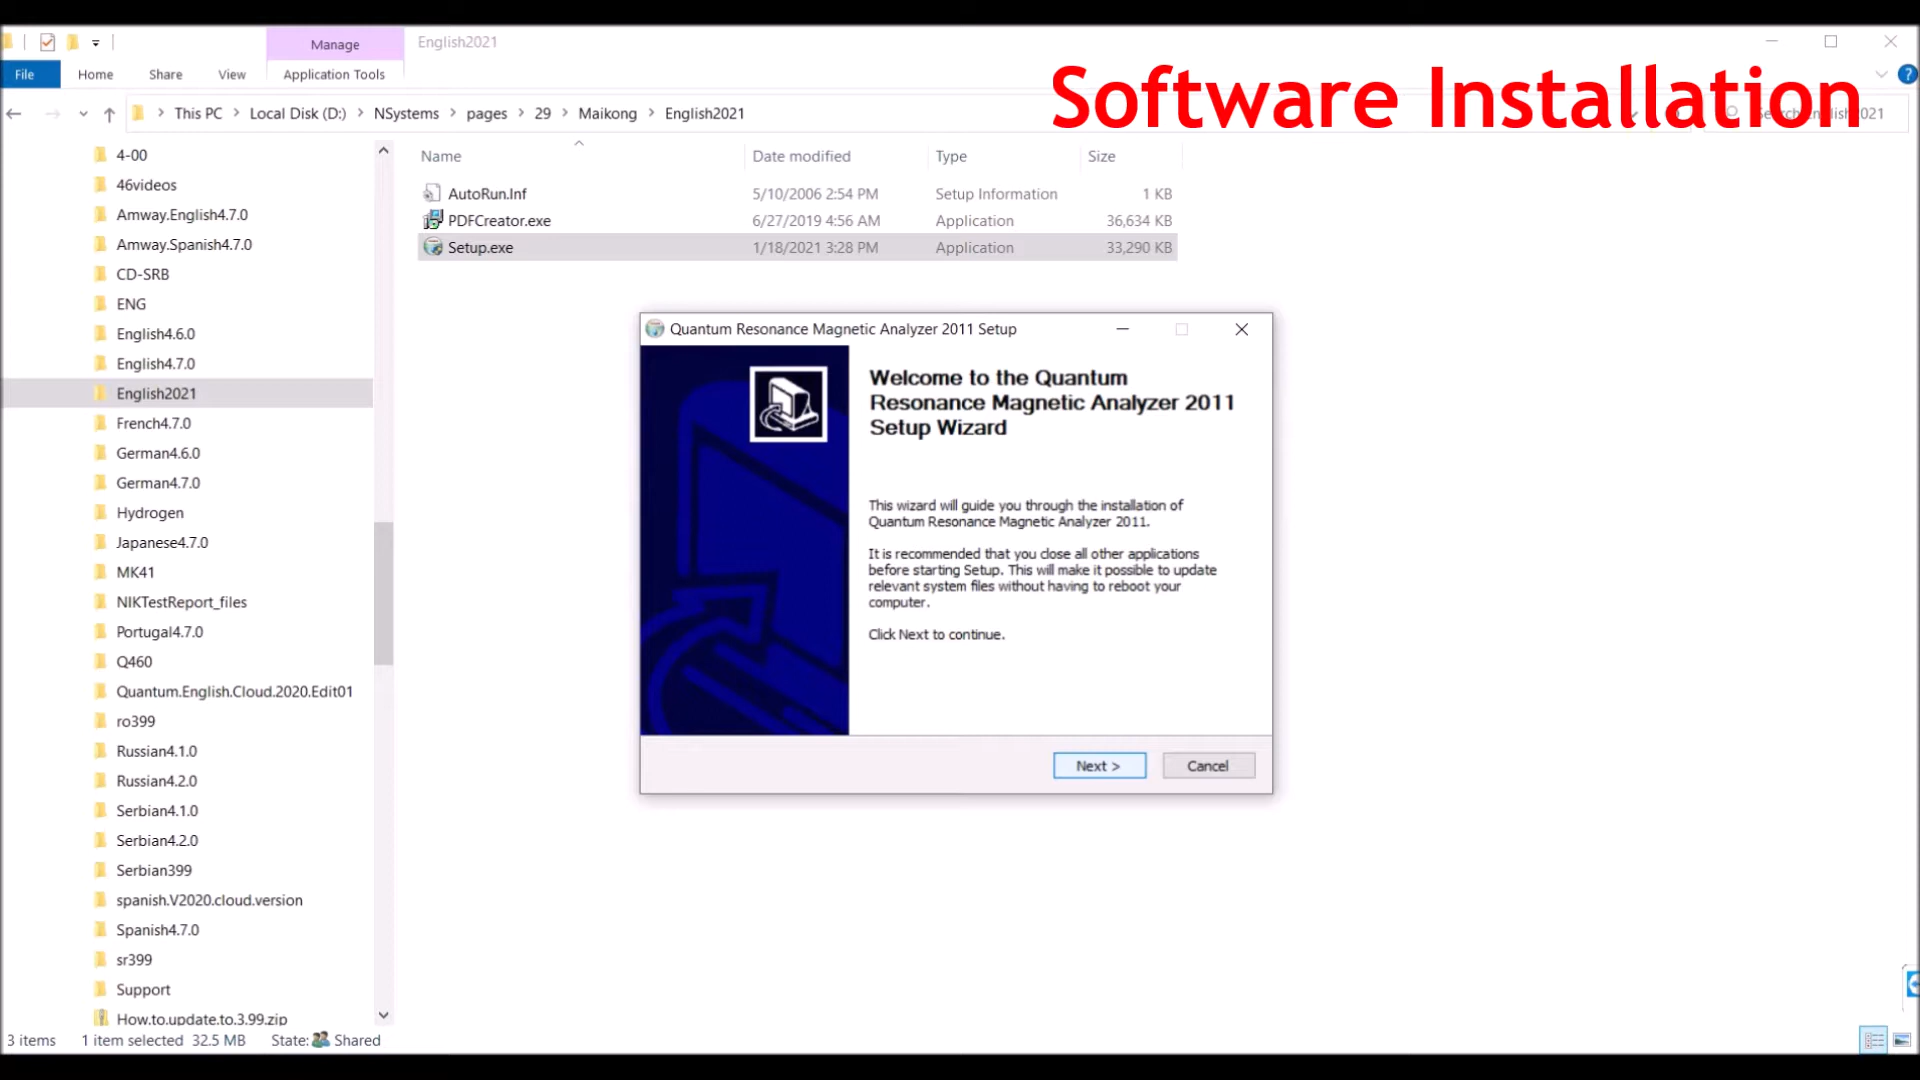 Manage
English2021
File
Home
Share
View
Application Tools
Software Installation
This PC
Local Disk (D:)
NSystems
pages
29
Maikong
English2021
Search English2021
Name
Date modified
Type
Size
AutoRun.Inf
5/10/2006 2:54 PM
Setup Information
1 KB
PDFCreator.exe
6/27/2019 4:56 AM
Application
36,634 KB
Setup.exe
1/18/2021 3:28 PM
Application
33,290 KB
4-00
46videos
Amway.English4.7.0
Amway.Spanish4.7.0
CD-SRB
ENG
English4.6.0
English4.7.0
English2021
French4.7.0
German4.6.0
German4.7.0
Hydrogen
Japanese4.7.0
MK41
NIKTestReport_files
Portugal4.7.0
Q460
Quantum.English.Cloud.2020.Edit01
ro399
Russian4.1.0
Russian4.2.0
Serbian4.1.0
Serbian4.2.0
Serbian399
spanish.V2020.cloud.version
Spanish4.7.0
sr399
Support
How.to.update.to.3.99.zip
Quantum Resonance Magnetic Analyzer 2011 Setup
Welcome to the Quantum
Resonance Magnetic Analyzer 2011
Setup Wizard
This wizard will guide you through the installation of
Quantum Resonance Magnetic Analyzer 2011.
It is recommended that you close all other applications
before starting Setup. This will make it possible to update
relevant system files without having to reboot your
computer.
Click Next to continue.
Next >
Cancel
3 items
1 item selected 32.5 MB
State:
Shared